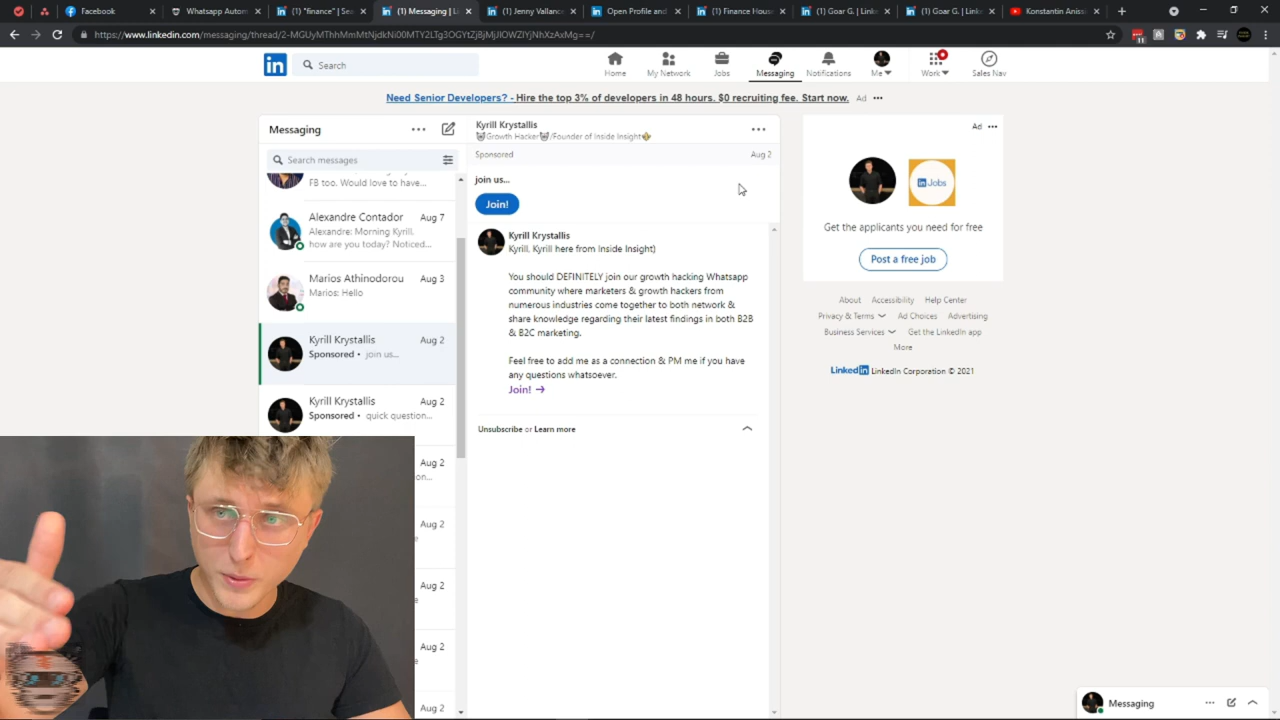 Facebook
Whatsapp Autom
(1) "finance" | Se
(1) Messaging | Li
(1) Jenny Vallanc
Open Profile and
(1) Finance House
(1) Goar G. | Linke
(1) Goar G. | Linke
Konstantin Anissi
https://www.linkedin.com/messaging/thread/
11
in
Search
Home
My Network
Jobs
Messaging
Notifications
Me
Work
Sales Nav
Need Senior Developers? - Hire the top 3% of developers in 48 hours. $0 recruiting fee. Start now. Ad
Messaging
Search messages
FB too. Would love to have...
Alexandre Contador Aug 7
Alexandre: Morning Kyrill,
how are you today? Noticed...
Marios Athinodorou Aug 3
Marios: Hello
Kyrill Krystallis Aug 2
Sponsored • join us...
Kyrill Krystallis Aug 2
Sponsored • quick question...
Aug 2
on...
Aug 2
e
Aug 2
e
Aug 2
e
Aug 2
Kyrill Krystallis
Growth Hacker /Founder of Inside Insight
Sponsored Aug 2
join us...
Join!
Kyrill Krystallis
Kyrill, Kyrill here from Inside Insight)
You should DEFINITELY join our growth hacking Whatsapp
community where marketers & growth hackers from
numerous industries come together to both network &
share knowledge regarding their latest findings in both B2B
& B2C marketing.
Feel free to add me as a connection & PM me if you have
any questions whatsoever.
Join! →
Unsubscribe or Learn more
Ad
in Jobs
Get the applicants you need for free
Post a free job
About Accessibility Help Center
Privacy & Terms Ad Choices Advertising
Business Services Get the LinkedIn app
More
Linkedin LinkedIn Corporation © 2021
Messaging